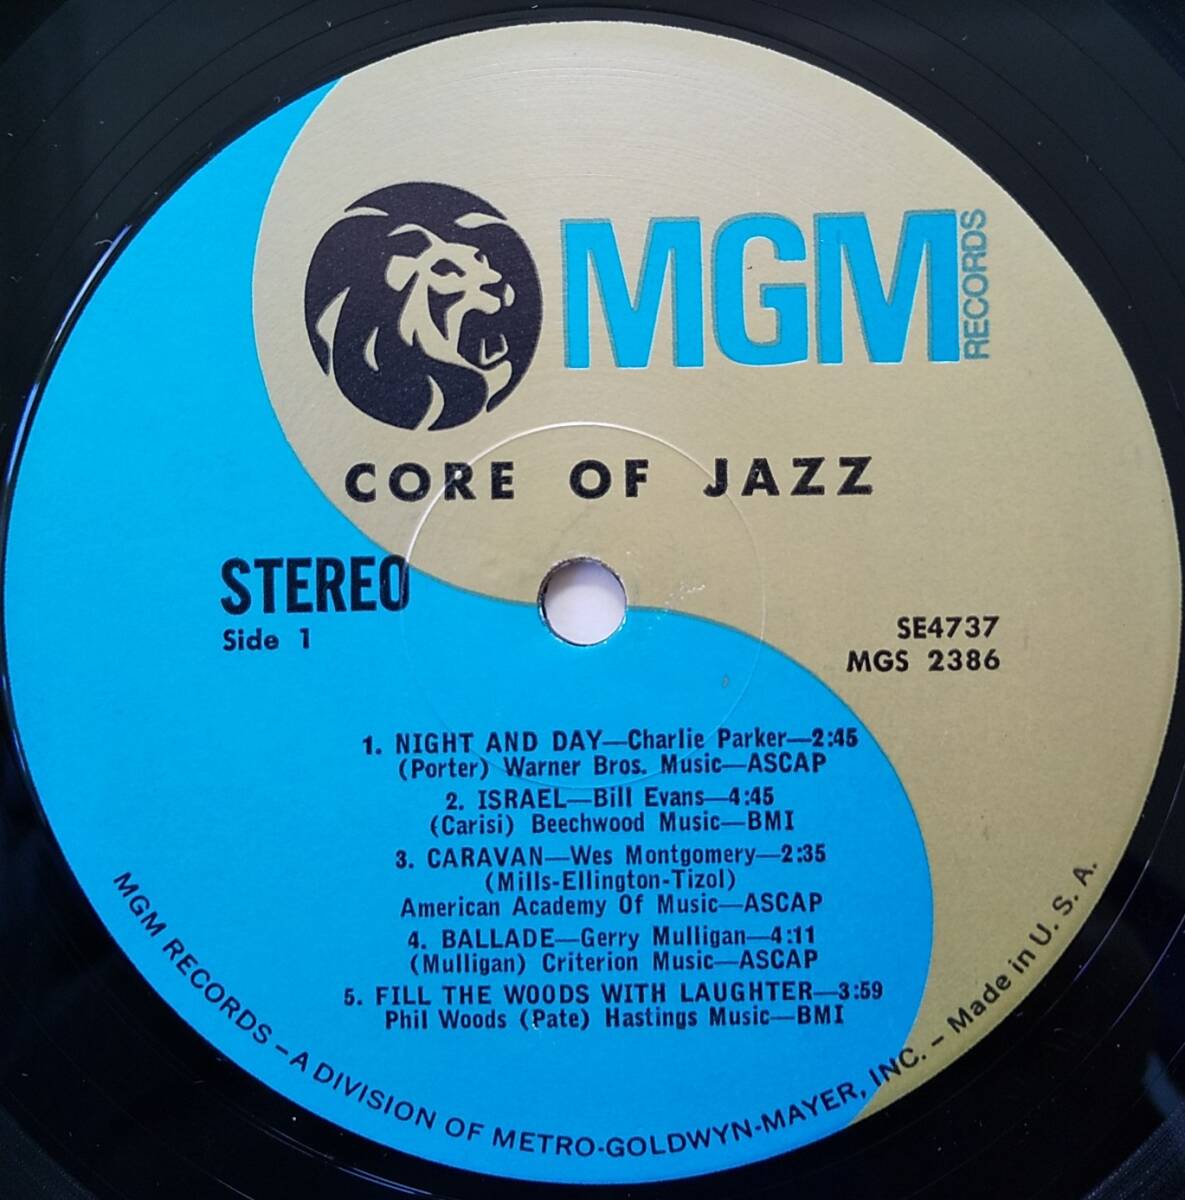 MGM
RECORDS
CORE OF JAZZ
STEREO
Side 1
SE4737
MGS 2386
1. NIGHT AND DAY—Charlie Parker—2:45
(Porter) Warner Bros. Music—ASCAP
2. ISRAEL—Bill Evans—4:45
(Carisi) Beechwood Music—BMI
3. CARAVAN—Wes Montgomery—2:35
(Mills-Ellington-Tizol)
American Academy Of Music—ASCAP
4. BALLADE—Gerry Mulligan—4:11
(Mulligan) Criterion Music—ASCAP
5. FILL THE WOODS WITH LAUGHTER—3:59
Phil Woods (Pate) Hastings Music—BMI
MGM RECORDS – A DIVISION OF METRO-GOLDWYN-MAYER, INC. – Made in U. S. A.